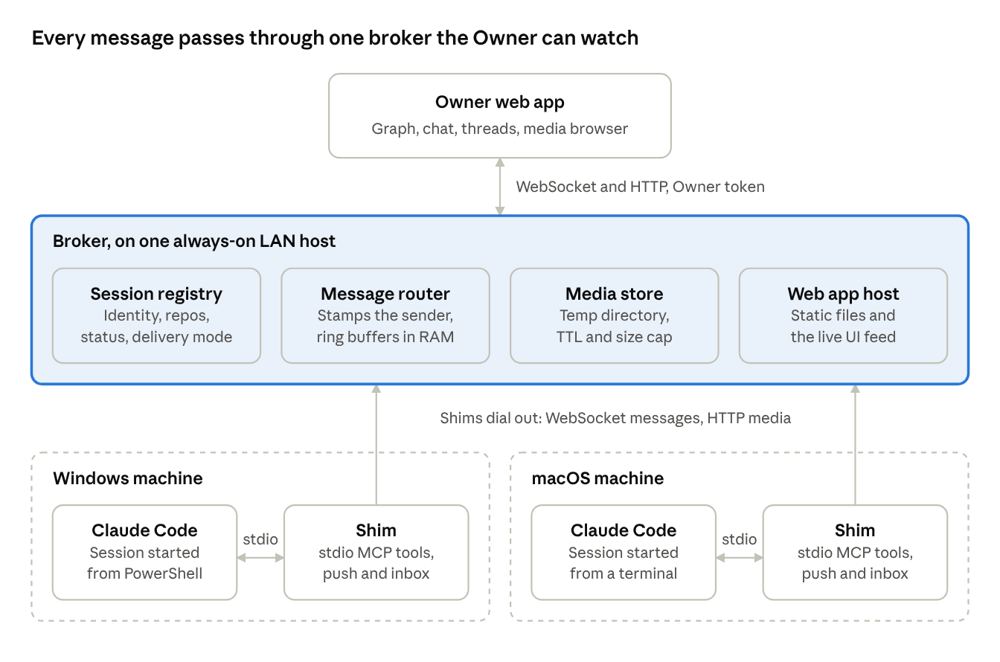 Every message passes through one broker the Owner can watch
Owner web app
Graph, chat, threads, media browser
WebSocket and HTTP, Owner token
Broker, on one always-on LAN host
Session registry
Identity, repos,
status, delivery mode
Message router
Stamps the sender,
ring buffers in RAM
Media store
Temp directory,
TTL and size cap
Web app host
Static files and
the live UI feed
Shims dial out: WebSocket messages, HTTP media
Windows machine
Claude Code
Session started
from PowerShell
stdio
Shim
stdio MCP tools,
push and inbox
macOS machine
Claude Code
Session started
from a terminal
stdio
Shim
stdio MCP tools,
push and inbox